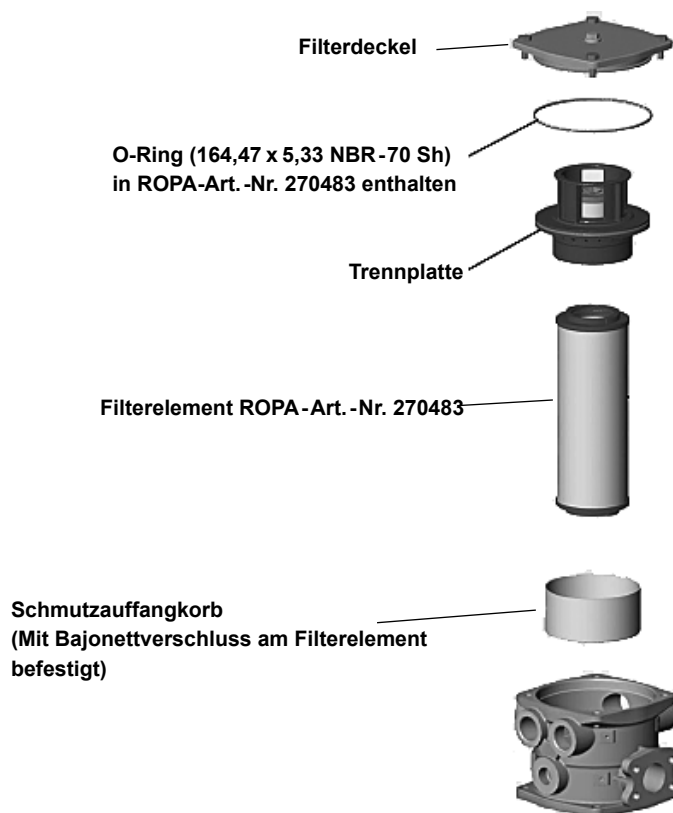 Filterdeckel
O-Ring (164,47 x 5,33 NBR-70 Sh)
in ROPA-Art.-Nr. 270483 enthalten
Trennplatte
Filterelement ROPA-Art.-Nr. 270483
Schmutzauffangkorb
(Mit Bajonettverschluss am Filterelement
befestigt)